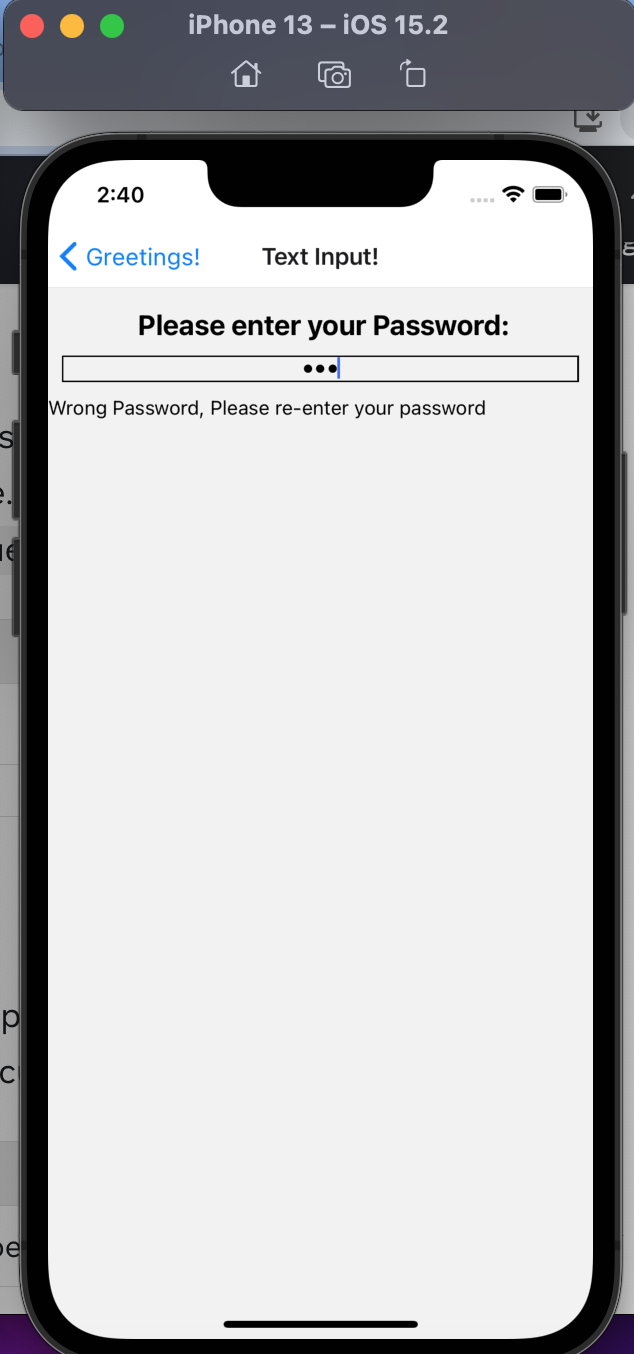 iPhone 13 – iOS 15.2
2:40
Greetings!
Text Input!
Please enter your Password:
•••
Wrong Password, Please re-enter your password